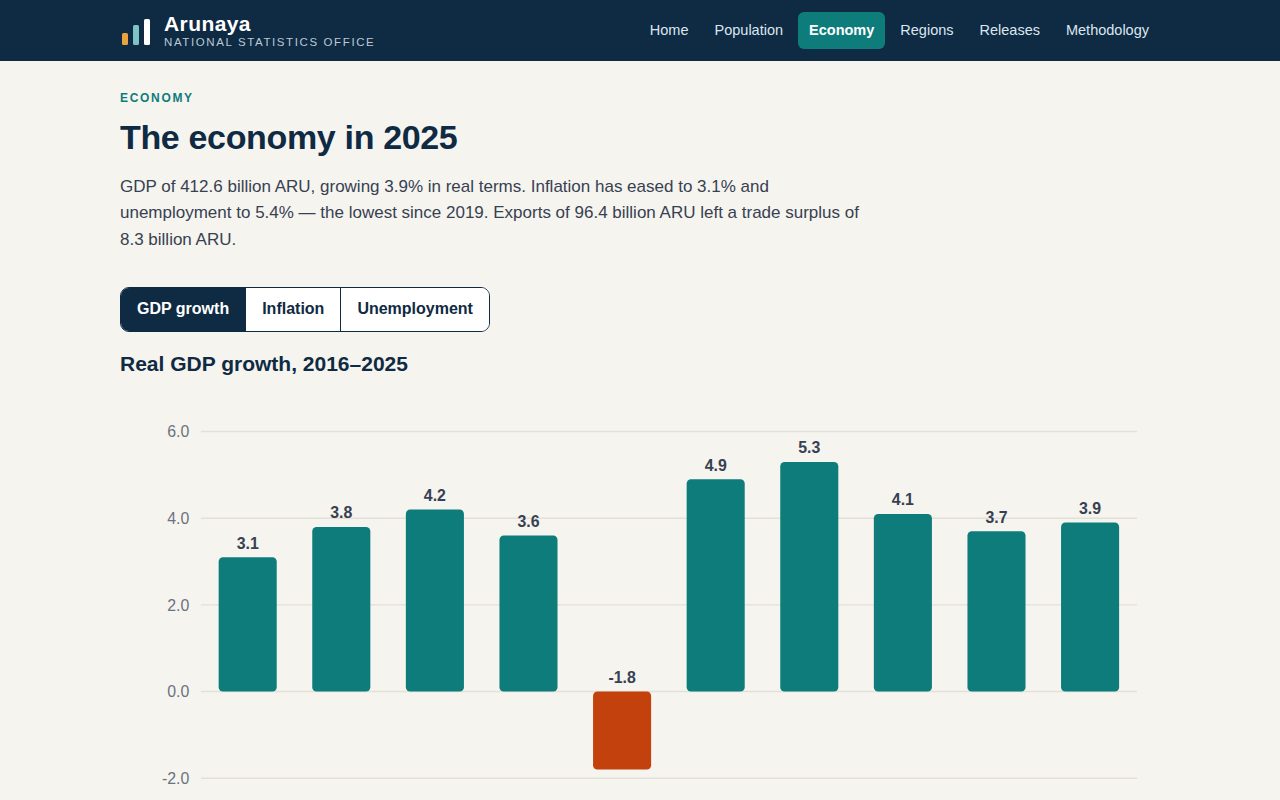 Arunaya
NATIONAL STATISTICS OFFICE
Home
Population
Economy
Regions
Releases
Methodology
ECONOMY
The economy in 2025
GDP of 412.6 billion ARU, growing 3.9% in real terms. Inflation has eased to 3.1% and
unemployment to 5.4% — the lowest since 2019. Exports of 96.4 billion ARU left a trade surplus of
8.3 billion ARU.
GDP growth
Inflation
Unemployment
Real GDP growth, 2016–2025
6.0
4.0
2.0
0.0
-2.0
3.1
3.8
4.2
3.6
-1.8
4.9
5.3
4.1
3.7
3.9